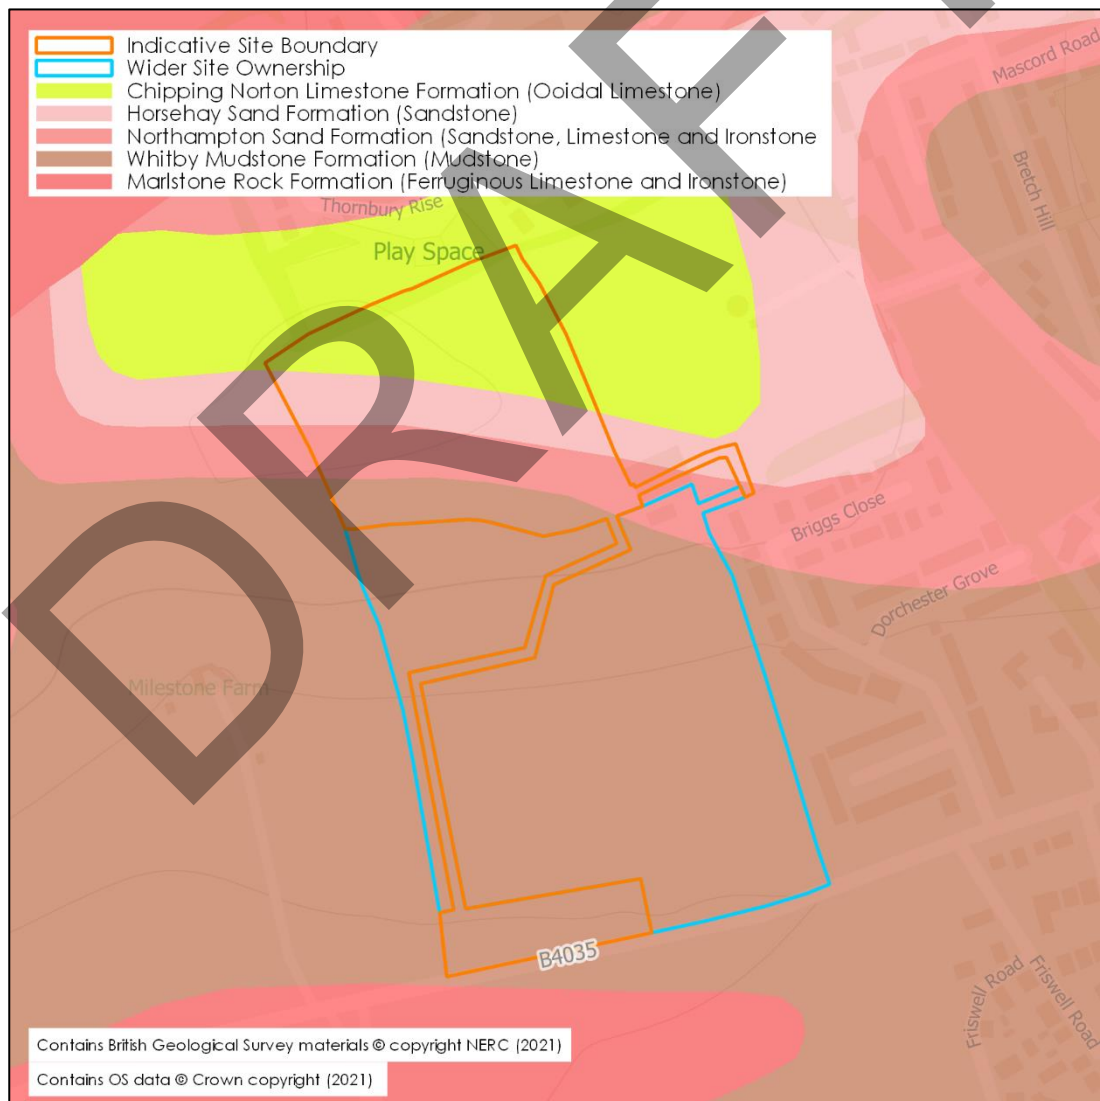 Indicative Site Boundary
Wider Site Ownership
Chipping Norton Limestone Formation (Ooidal Limestone)
Horsehay Sand Formation (Sandstone)
Northampton Sand Formation (Sandstone, Limestone and Ironstone
Whitby Mudstone Formation (Mudstone)
Marlstone Rock Formation (Ferruginous Limestone and Ironstone)
Mascord Road
Bretch Hill
Thornbury Rise
Play Space
DRAFT
Briggs Close
Dorchester Grove
Milestone Farm
B4035
Friswell Road
Friswell Road
Contains British Geological Survey materials © copyright NERC (2021)
Contains OS data © Crown copyright (2021)